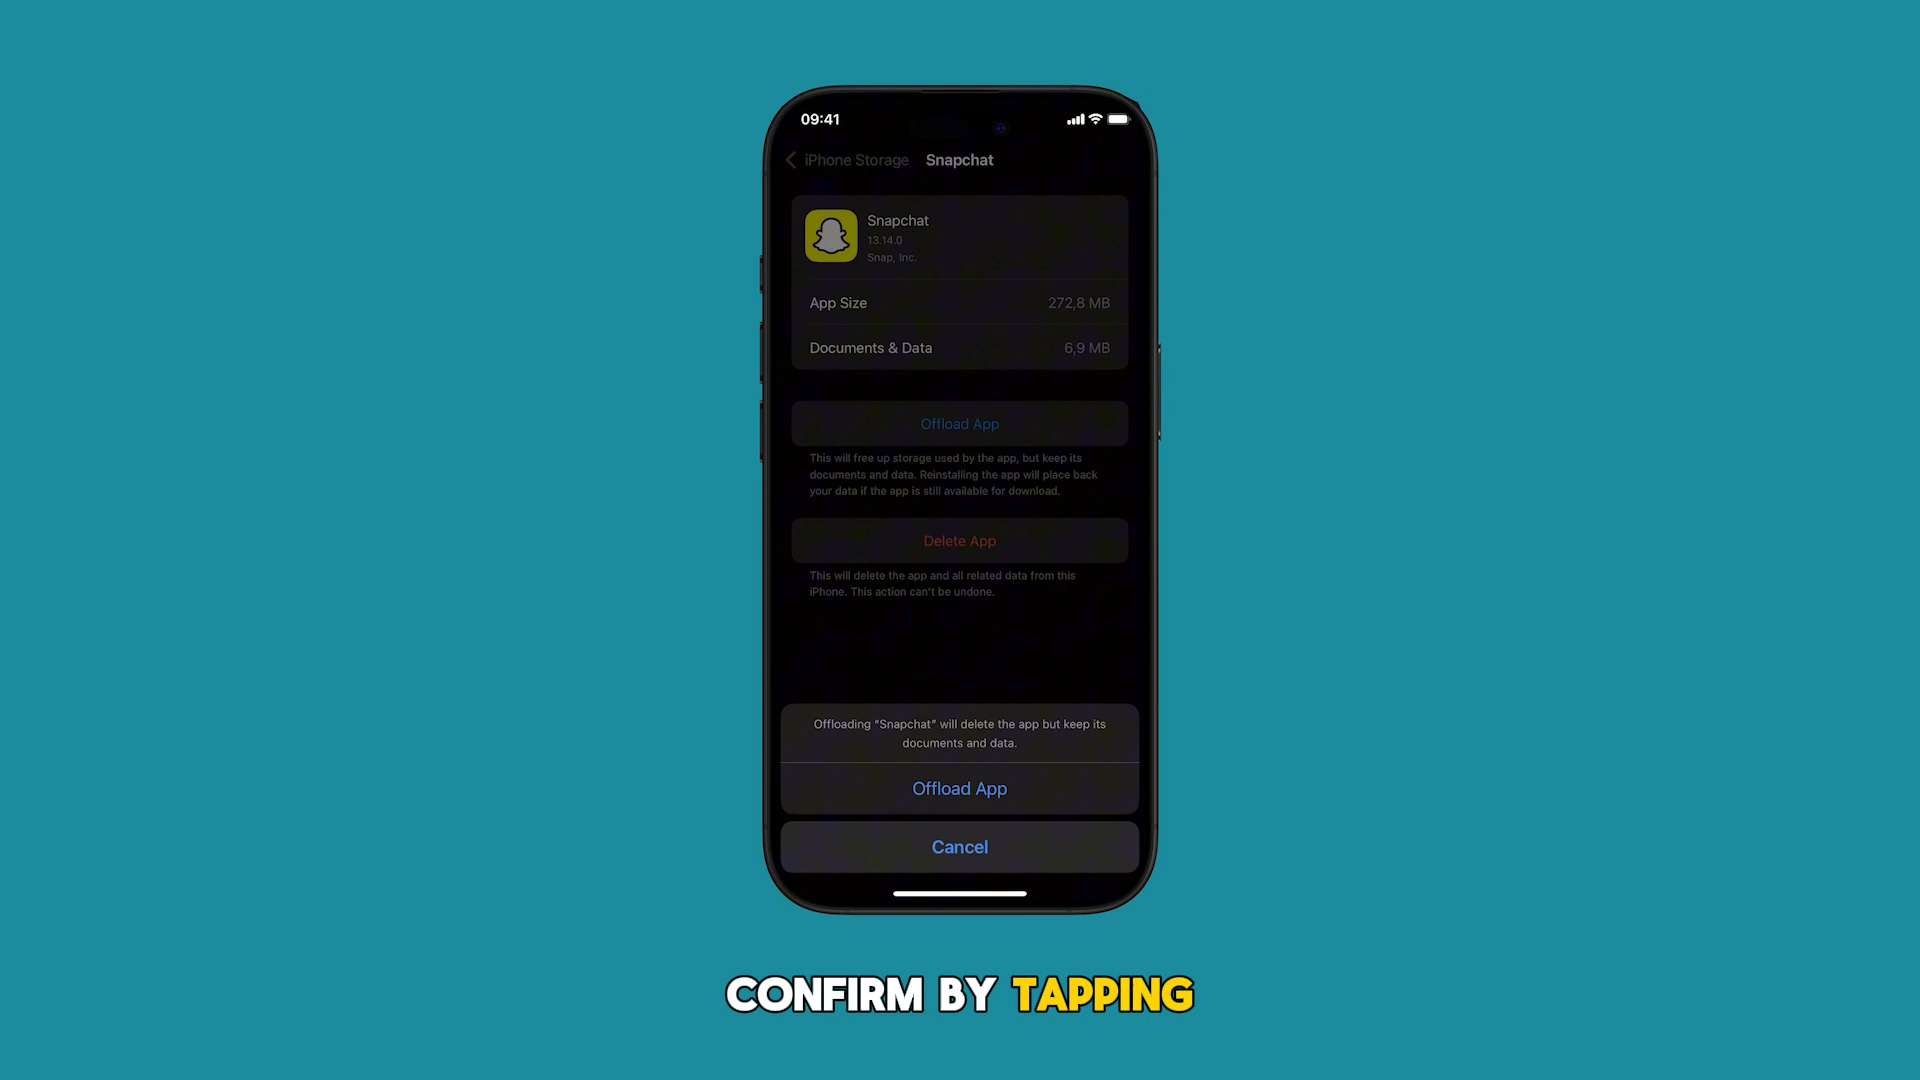 09:41
iPhone Storage Snapchat
Snapchat
13.14.0
Snap, Inc.
App Size 272,8 MB
Documents & Data 6,9 MB
Offload App
This will free up storage used by the app, but keep its
documents and data. Reinstalling the app will place back
your data if the app is still available for download.
Delete App
This will delete the app and all related data from this
iPhone. This action can't be undone.
Offloading “Snapchat” will delete the app but keep its
documents and data.
Offload App
Cancel
CONFIRM BY TAPPING